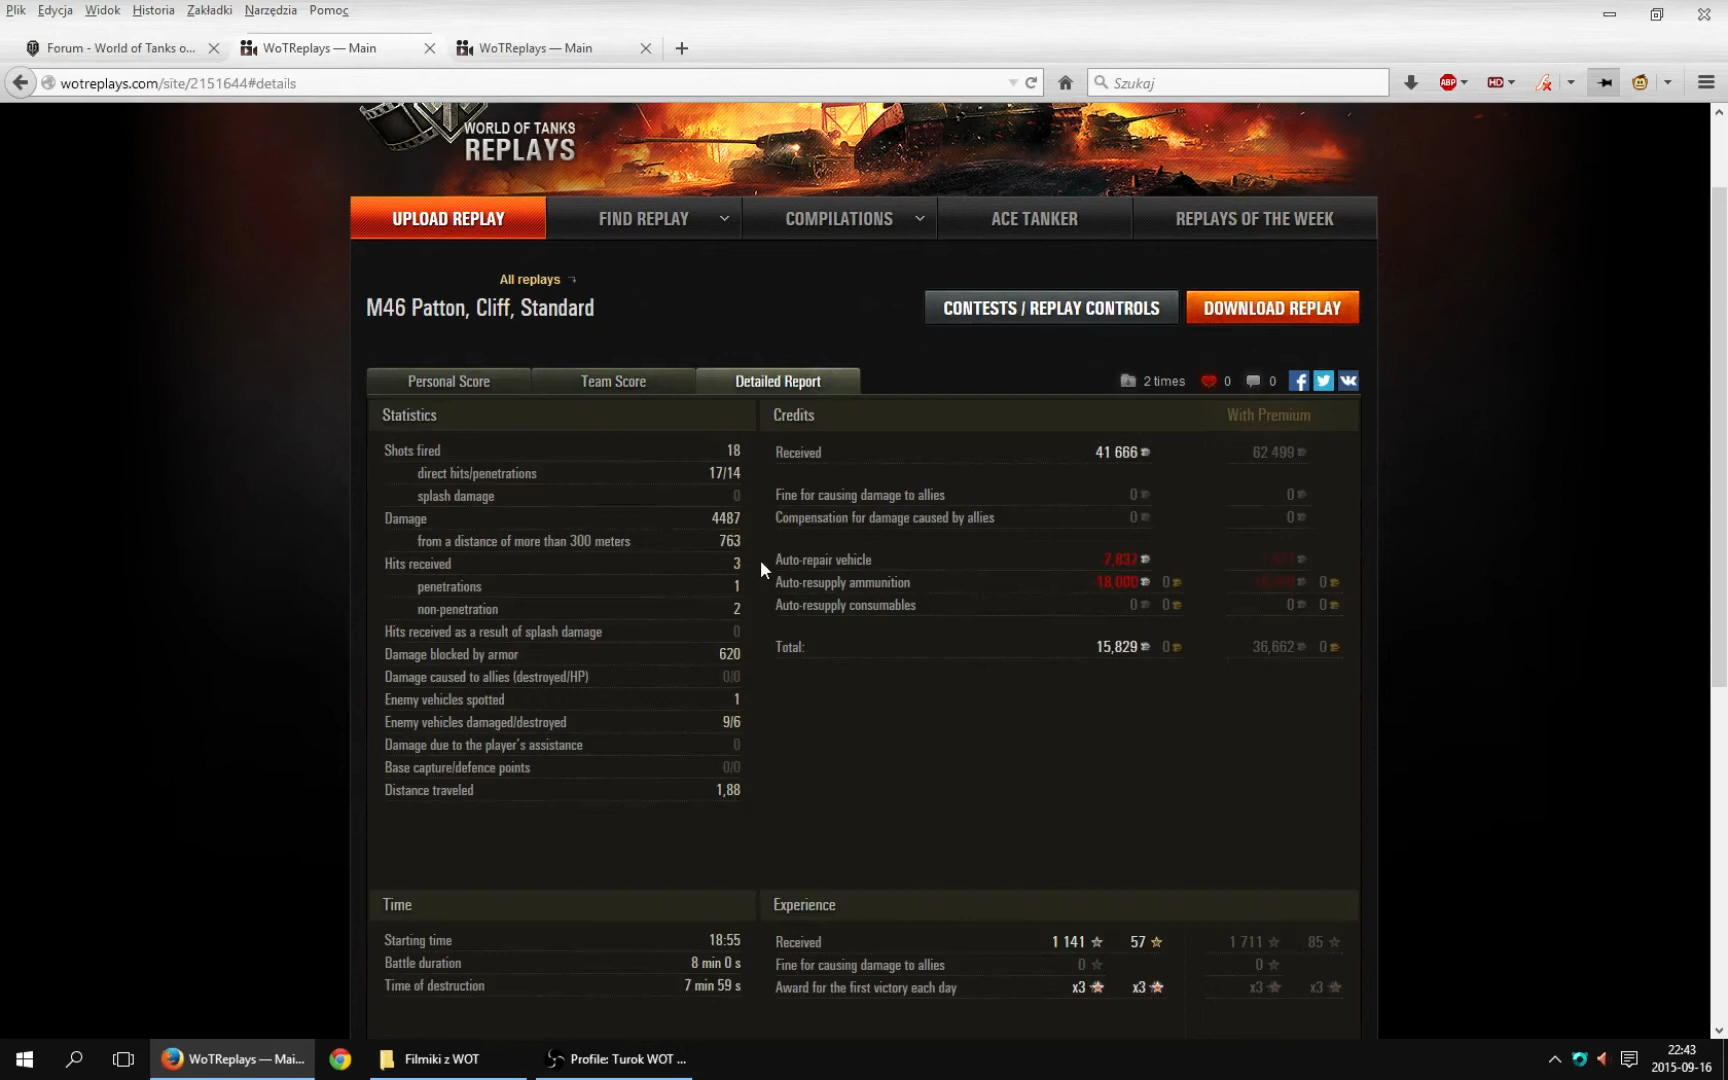 Plik Edycja Widok Historia Zakładki Narzędzia Pomoc
Forum - World of Tanks o... WoTReplays — Main WoTReplays — Main
wotreplays.com/site/2151644#details Szukaj ABP HD
WORLD OF TANKS
REPLAYS
UPLOAD REPLAY FIND REPLAY COMPILATIONS ACE TANKER REPLAYS OF THE WEEK
All replays
M46 Patton, Cliff, Standard CONTESTS / REPLAY CONTROLS DOWNLOAD REPLAY
Personal Score Team Score Detailed Report 2 times 0 0
Statistics Credits With Premium
Shots fired 18 Received 41 666 62 499
direct hits/penetrations 17/14
splash damage 0 Fine for causing damage to allies 0 0
Damage 4487 Compensation for damage caused by allies 0 0
from a distance of more than 300 meters 763
Hits received 3 Auto-repair vehicle
penetrations 1 Auto-resupply ammunition -18,000 0 0
non-penetration 2 Auto-resupply consumables 0 0 0 0
Hits received as a result of splash damage 0
Damage blocked by armor 620 Total: 15,829 0 36,662 0
Damage caused to allies (destroyed/HP) 0/0
Enemy vehicles spotted 1
Enemy vehicles damaged/destroyed 9/6
Damage due to the player's assistance 0
Base capture/defence points 0/0
Distance traveled 1,88
Time Experience
Starting time 18:55 Received 1 141 57 1 711 85
Battle duration 8 min 0 s Fine for causing damage to allies 0 0
Time of destruction 7 min 59 s Award for the first victory each day x3 x3 x3 x3
WoTReplays — Mai... Filmiki z WOT Profile: Turok WOT ... 22:43
2015-09-16